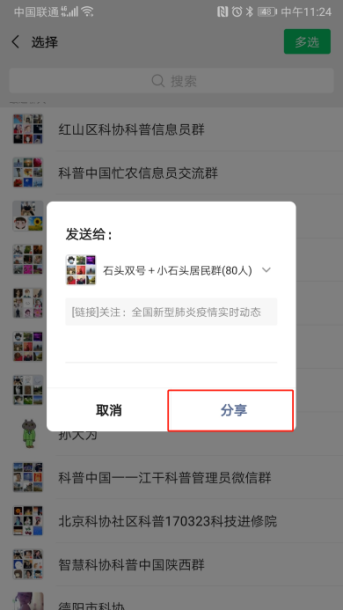 中国联通 中午11:24
选择 多选
搜索
红山区科协科普信息员群
科普中国忙农信息员交流群
发送给：
石头双号＋小石头居民群(80人)
[链接]关注：全国新型肺炎疫情实时动态
取消 分享
孙大为
科普中国一一江干科普管理员微信群
北京科协社区科普170323科技进修院
智慧科协科普中国陕西群
德阳市科协